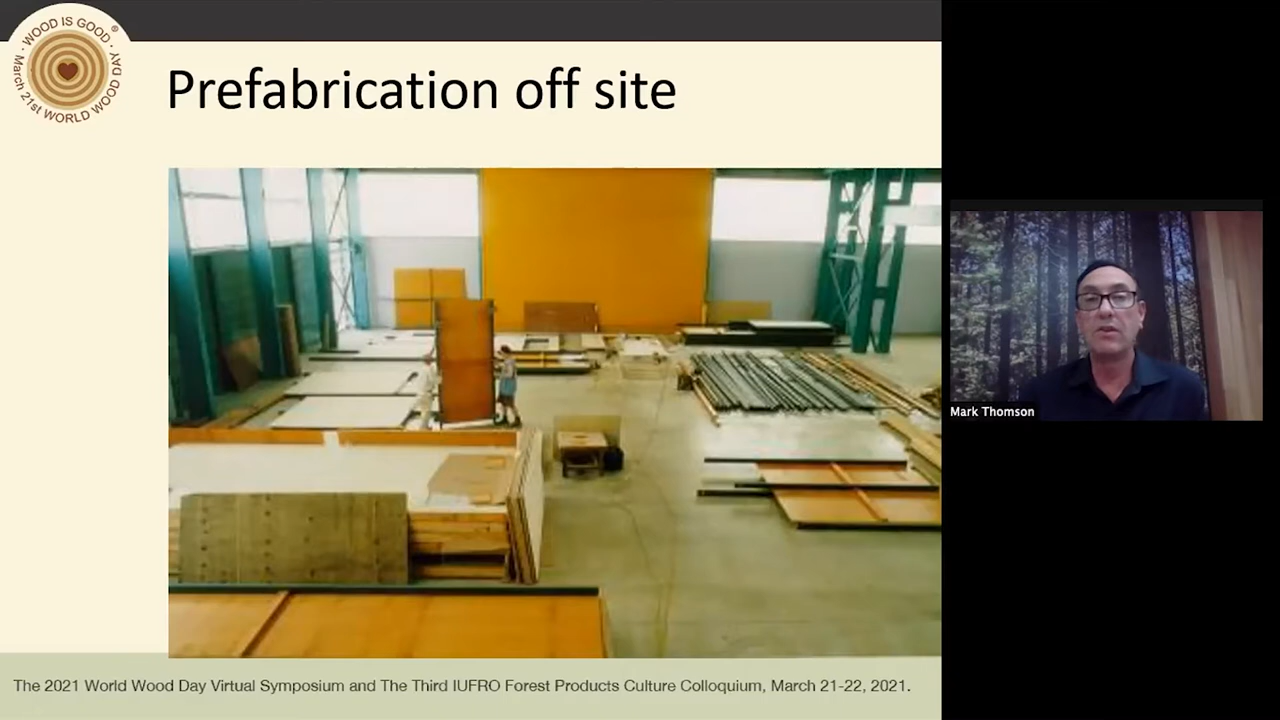 WOOD IS GOOD ®
March 21st WORLD WOOD DAY
Prefabrication off site
Mark Thomson
The 2021 World Wood Day Virtual Symposium and The Third IUFRO Forest Products Culture Colloquium, March 21-22, 2021.